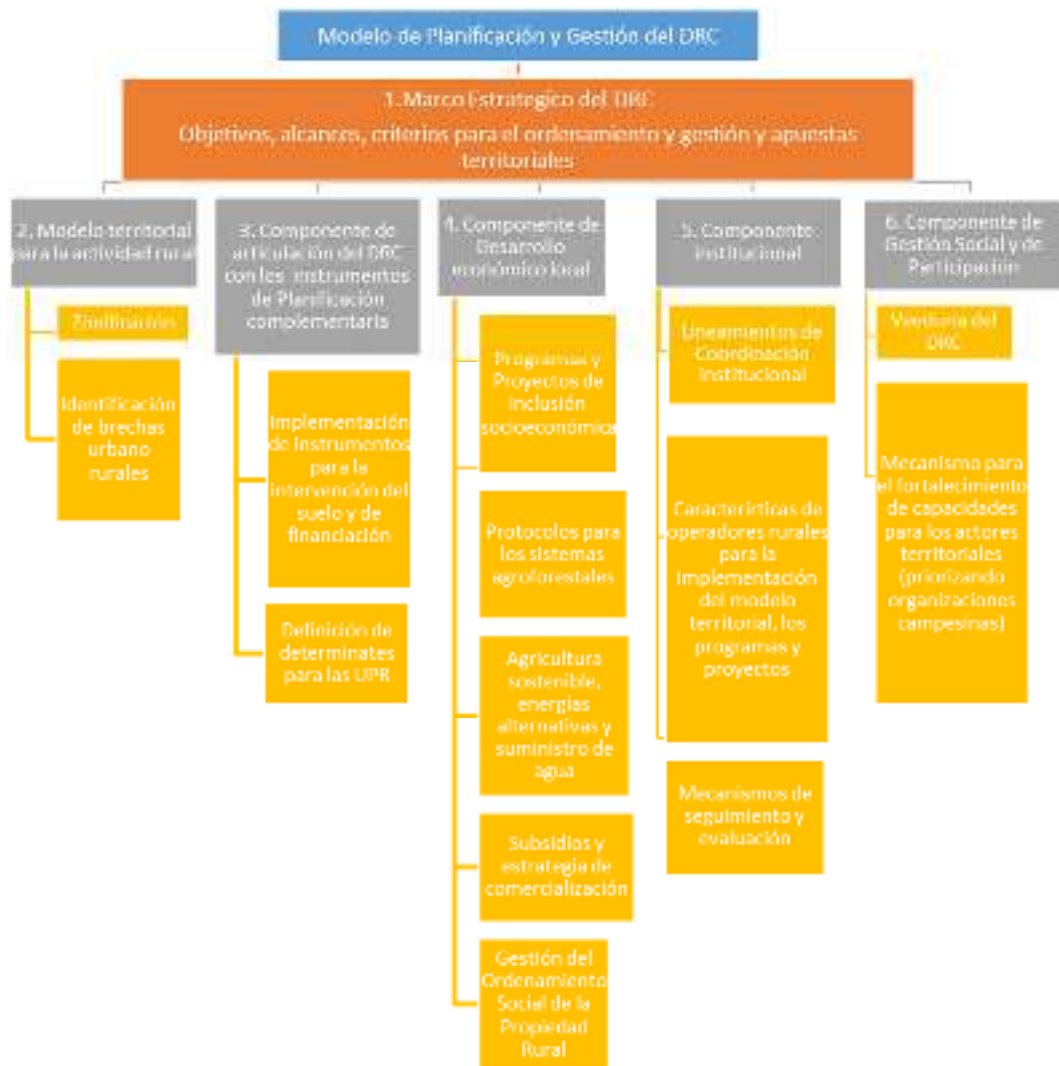 Modelo de Planificación y Gestión del DRC
1. Marco Estrategico del DRC
Objetivos, alcances, criterios para el ordenamiento y gestión y apuestas
territoriales
2. Modelo territorial
para la actividad rural
Zonificación
Identificación
de brechas
urbano
rurales
3. Componente de
articulación del DRC
con los instrumentos
de Planificación
complementaria
Implementación
de instrumentos
para la
intervención del
suelo y de
financiación
Definición de
determinates
para las UPR
4. Componente de
Desarrollo
económico local
Programas y
Proyectos de
inclusión
socioeconómica
Protocolos para
los sistemas
agroforestales
Agricultura
sostenible,
energías
alternativas y
suministro de
agua
Subsidios y
estrategia de
comercialización
Gestión del
Ordenamiento
Social de la
Propiedad
Rural
5. Componente
institucional
Lineamientos de
Coordinación
Institucional
Caracterirticas de
operadores rurales
para la
implementación
del modelo
territorial, los
programas y
proyectos
Mecanismos de
seguimiento y
evaluación
6. Componente de
Gestión Social y de
Participación
Veeduria del
DRC
Mecanismo para
el fortalecimiento
de capacidades
para los actores
territoriales
(priorizando
organizaciones
campesinas)